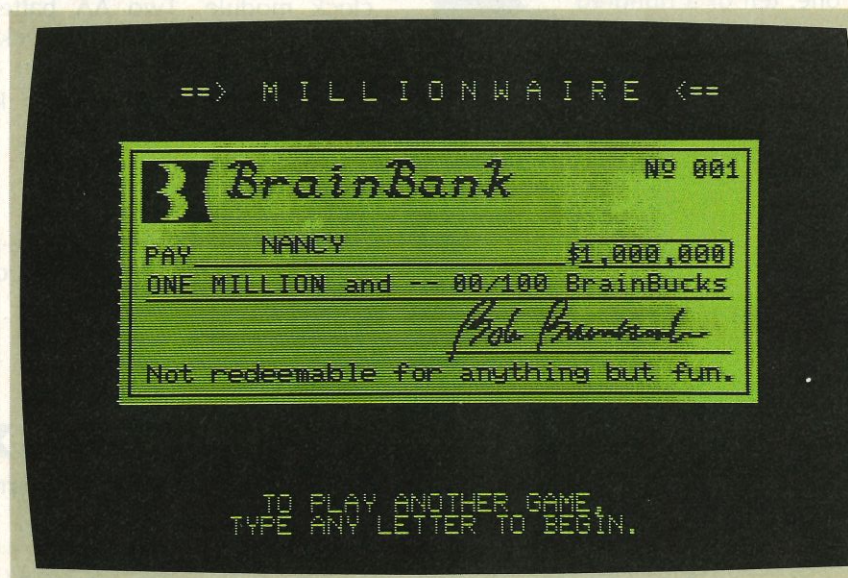 ==> MILLIONWAIRE <==
BrainBank
Nº 001
PAY NANCY $1,000,000
ONE MILLION and -- 00/100 BrainBucks
Not redeemable for anything but fun.
TO PLAY ANOTHER GAME,
TYPE ANY LETTER TO BEGIN.